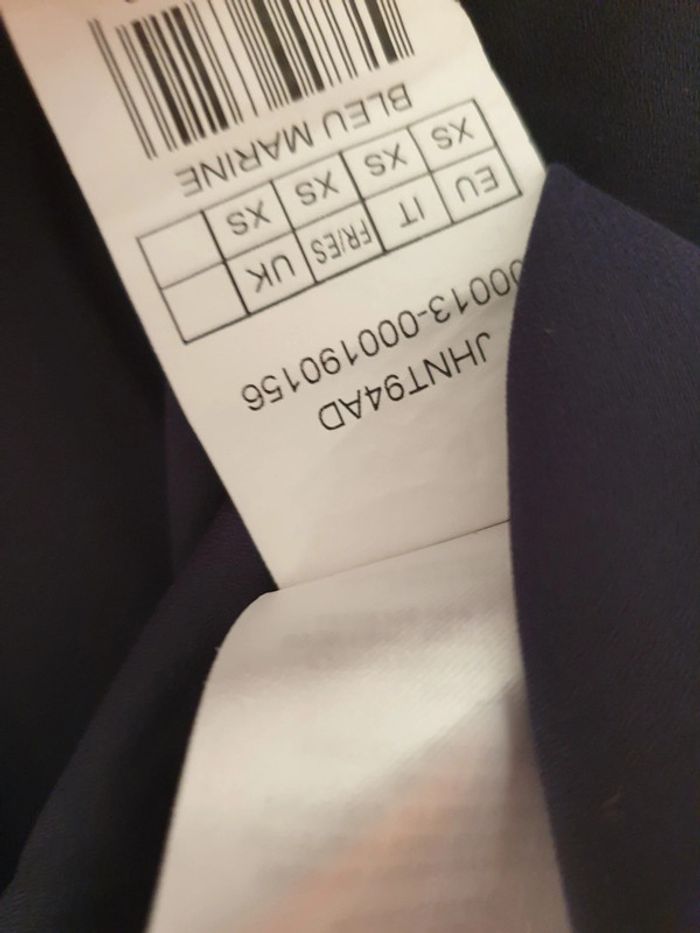 JHNT94AD
00013-000190156
EU IT FR/ES UK
XS XS XS XS
BLEU MARINE